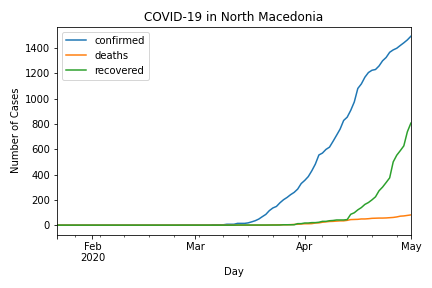 COVID-19 in North Macedonia
confirmed
deaths
recovered
Number of Cases
1400
1200
1000
800
600
400
200
0
Feb
2020
Mar
Apr
May
Day